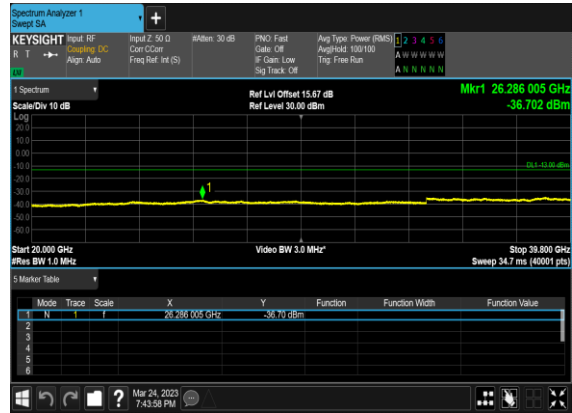 Spectrum Analyzer 1
Swept SA
KEYSIGHT Input: RF Input Z: 50 Ω #Atten: 30 dB PNO: Fast Avg Type: Power (RMS) 1 2 3 4 5 6
R T Coupling: DC Corr CCorr Gate: Off Avg|Hold: 100/100 A W W W W W
Align: Auto Freq Ref: Int (S) IF Gain: Low Trig: Free Run
Sig Track: Off A N N N N N
1 Spectrum
Scale/Div 10 dB
Ref Lvl Offset 15.67 dB
Ref Level 30.00 dBm
Mkr1 26.286 005 GHz
-36.702 dBm
Log
20.0
10.0
0.00
-10.0
DL1 -13.00 dBm
-20.0
1
-30.0
-40.0
-50.0
-60.0
Start 20.000 GHz Video BW 3.0 MHz* Stop 39.800 GHz
#Res BW 1.0 MHz Sweep 34.7 ms (40001 pts)
5 Marker Table
Mode Trace Scale X Y Function Function Width Function Value
1 N 1 f 26.286 005 GHz -36.70 dBm
2
3
4
5
6
? Mar 24, 2023
7:43:58 PM